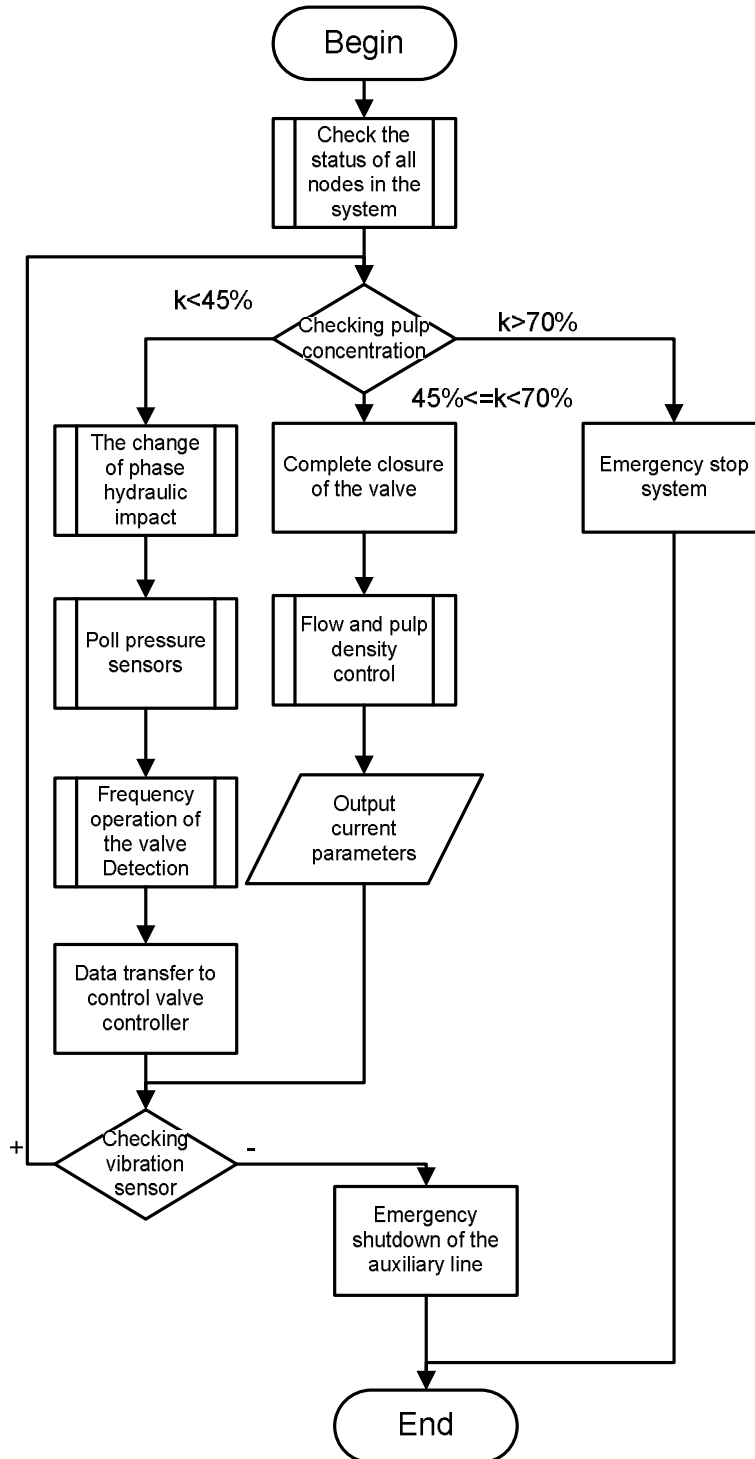 Begin
Check the
status of all
nodes in the
system
k<45%
Checking pulp
concentration
k>70%
45%<=k<70%
The change
of phase
hydraulic
impact
Complete closure
of the valve
Emergency stop
system
Poll pressure
sensors
Flow and pulp
density
control
Frequency
operation of
the valve
Detection
Output
current
parameters
Data transfer to
control valve
controller
Checking
vibration
sensor
+
-
Emergency
shutdown of the
auxiliary line
End